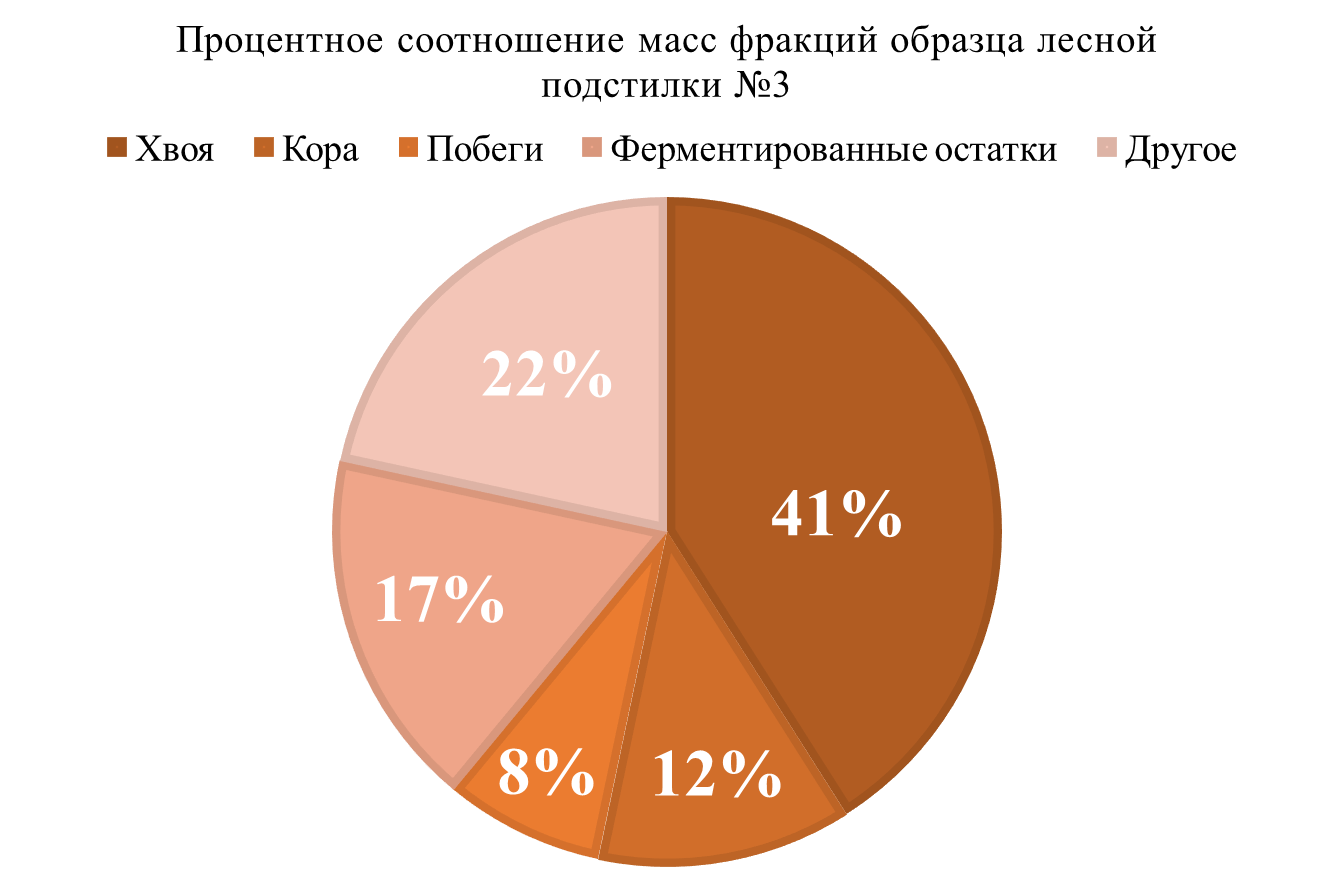 Процентное соотношение масс фракций образца лесной
подстилки №3
Хвоя Кора Побеги Ферментированные остатки Другое
22%
41%
17%
8%
12%